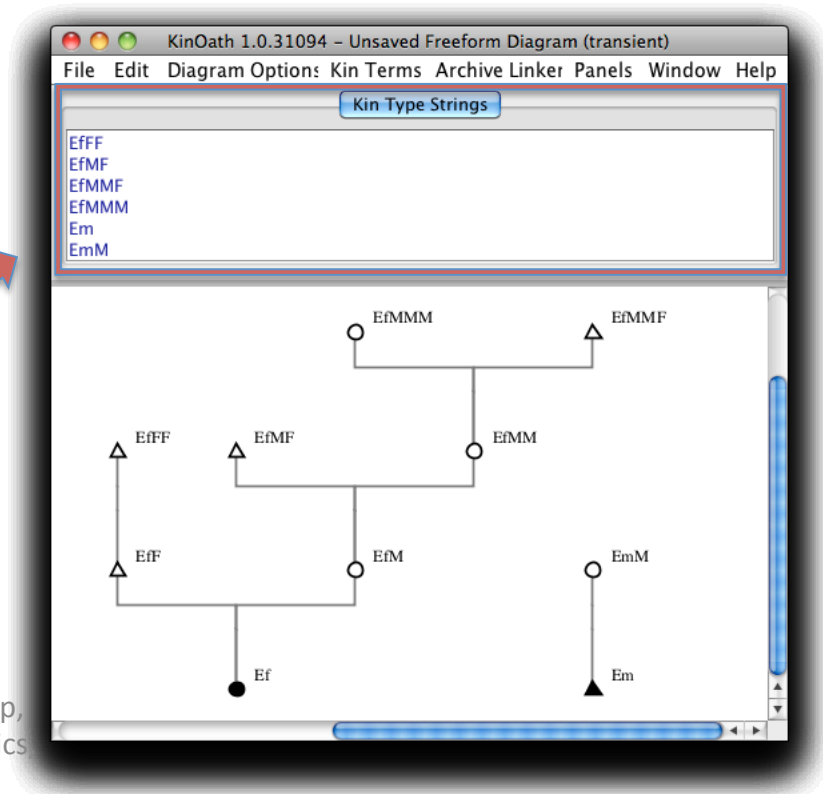 KinOath 1.0.31094 – Unsaved Freeform Diagram (transient)
File Edit Diagram Options Kin Terms Archive Linker Panels Window Help
Kin Type Strings
EfFF
EfMF
EfMMF
EfMMM
Em
EmM
EfMMM EfMMF
EfFF EfMF EfMM
EfF EfM EmM
Ef Em
p,
ics